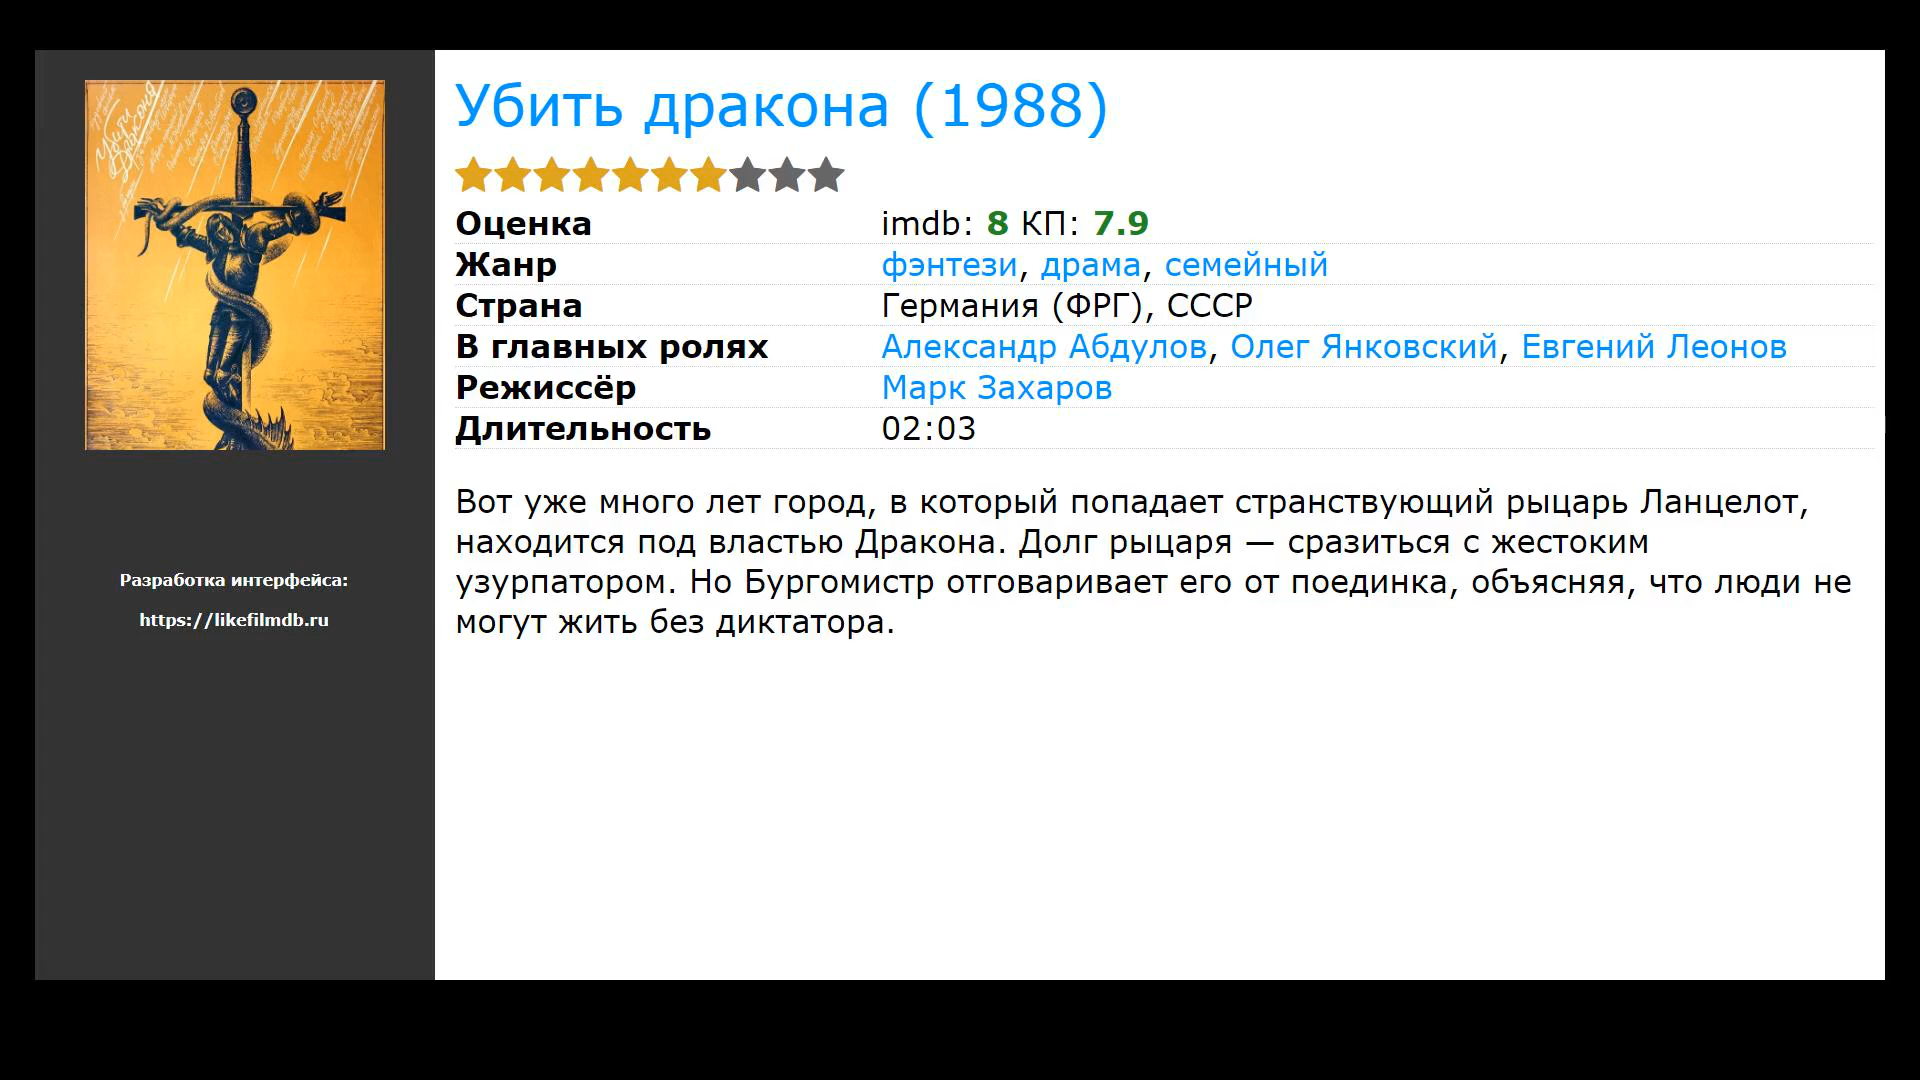 Убить
Дракона
Убить дракона (1988)
Оценка imdb: 8 КП: 7.9
Жанр фэнтези, драма, семейный
Страна Германия (ФРГ), СССР
В главных ролях Александр Абдулов, Олег Янковский, Евгений Леонов
Режиссёр Марк Захаров
Длительность 02:03
Вот уже много лет город, в который попадает странствующий рыцарь Ланцелот,
находится под властью Дракона. Долг рыцаря — сразиться с жестоким
узурпатором. Но Бургомистр отговаривает его от поединка, объясняя, что люди не
могут жить без диктатора.
Разработка интерфейса:
https://likefilmdb.ru